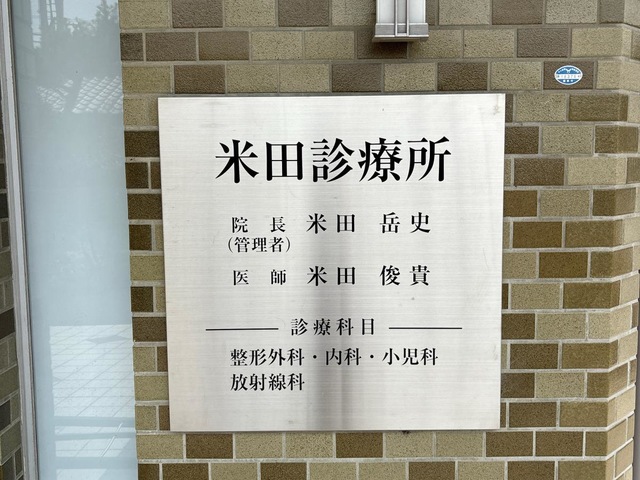 米田診療所
院長 米田 岳史
(管理者)
医師 米田 俊貴
診療科目
整形外科・内科・小児科
放射線科